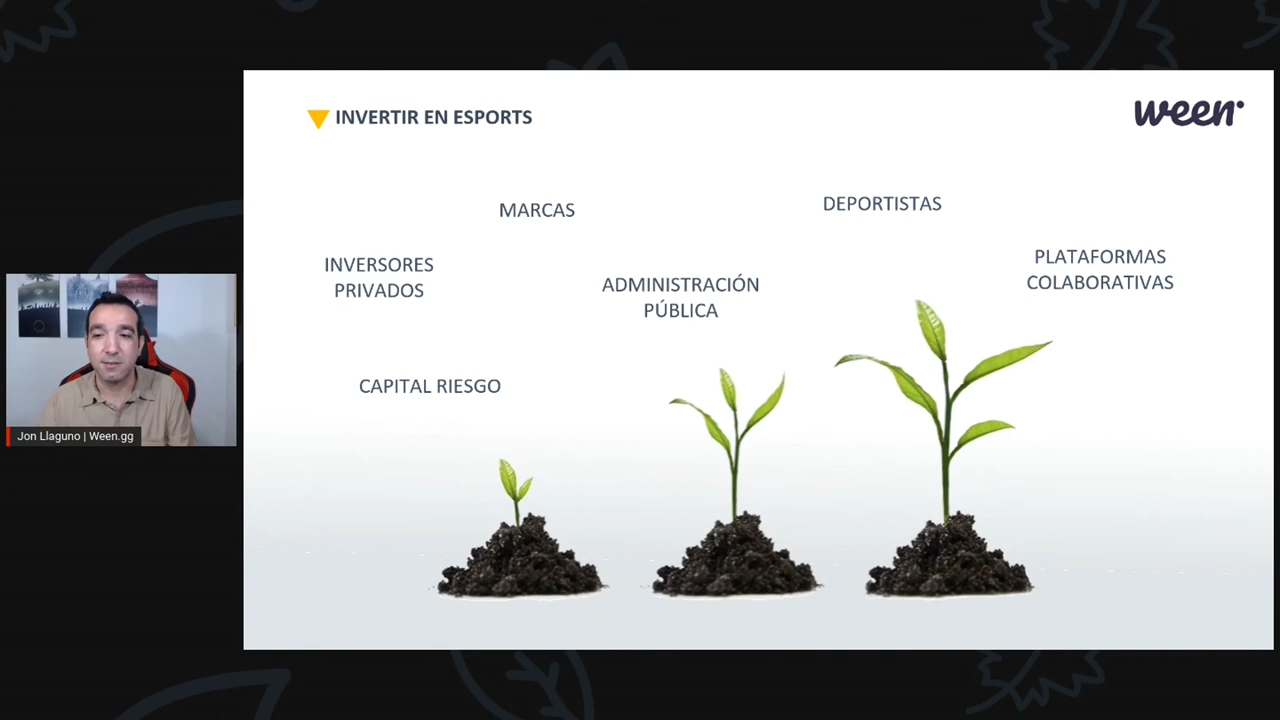 INVERTIR EN ESPORTS
ween
MARCAS
DEPORTISTAS
INVERSORES
PRIVADOS
ADMINISTRACIÓN
PÚBLICA
PLATAFORMAS
COLABORATIVAS
CAPITAL RIESGO
Jon Llaguno | Ween.gg